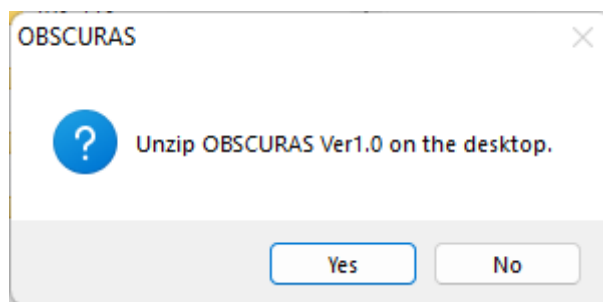 OBSCURAS
Unzip OBSCURAS Ver1.0 on the desktop.
Yes
No